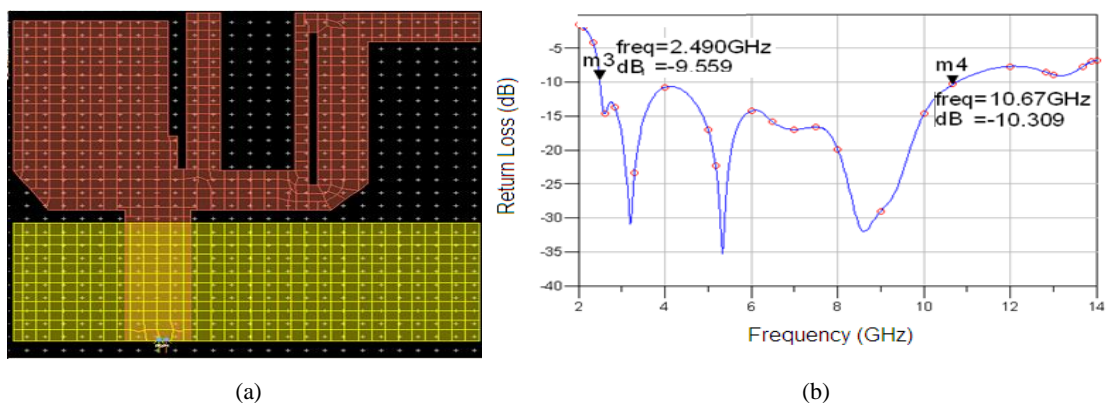 m3
freq=2.490GHz
dB =-9.559
m4
freq=10.67GHz
dB =-10.309
Return Loss (dB)
-5
-10
-15
-20
-25
-30
-35
-40
2 4 6 8 10 12 14
Frequency (GHz)
(a) (b)